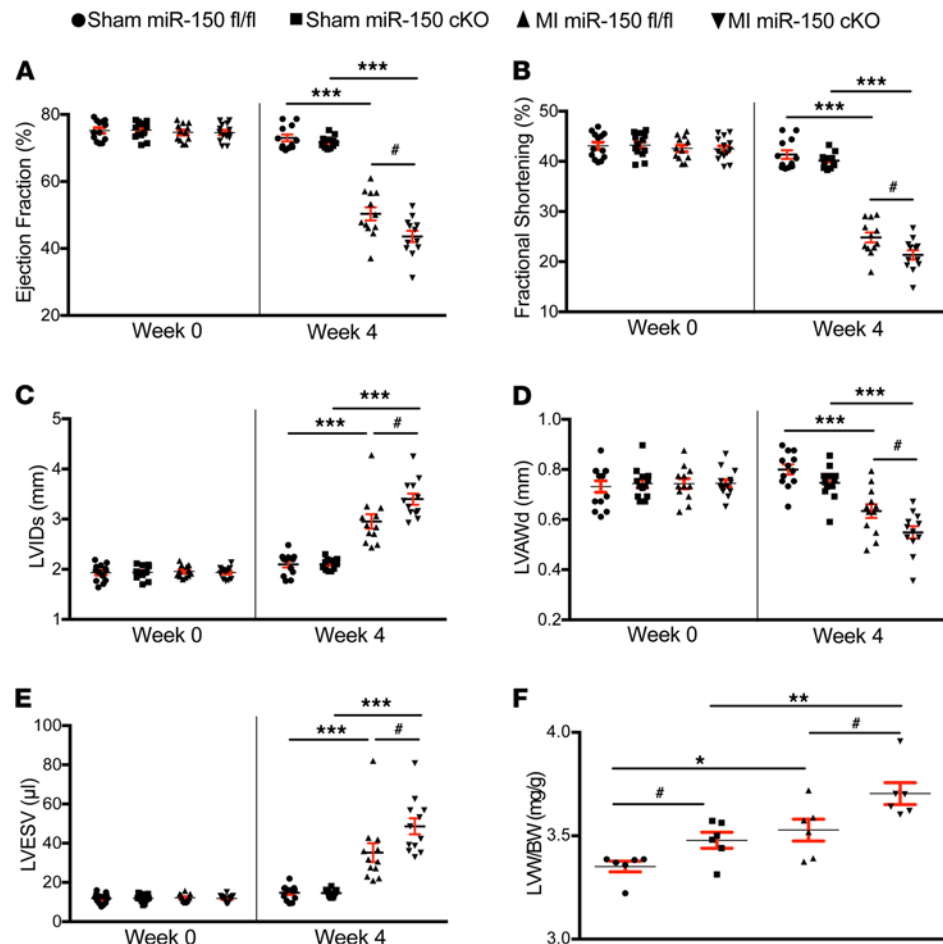 Sham miR-150 fl/fl Sham miR-150 cKO MI miR-150 fl/fl MI miR-150 cKO
A
Ejection Fraction (%)
80
60
40
20
***
***
#
Week 0 Week 4
B
Fractional Shortening (%)
50
40
30
20
10
***
***
#
Week 0 Week 4
C
LVIDs (mm)
5
4
3
2
1
***
***
#
Week 0 Week 4
D
LVAWd (mm)
1.0
0.8
0.6
0.4
0.2
***
***
#
Week 0 Week 4
E
LVESV (µl)
100
80
60
40
20
0
***
***
#
Week 0 Week 4
F
LVW/BW (mg/g)
4.0
3.5
3.0
**
#
*
#